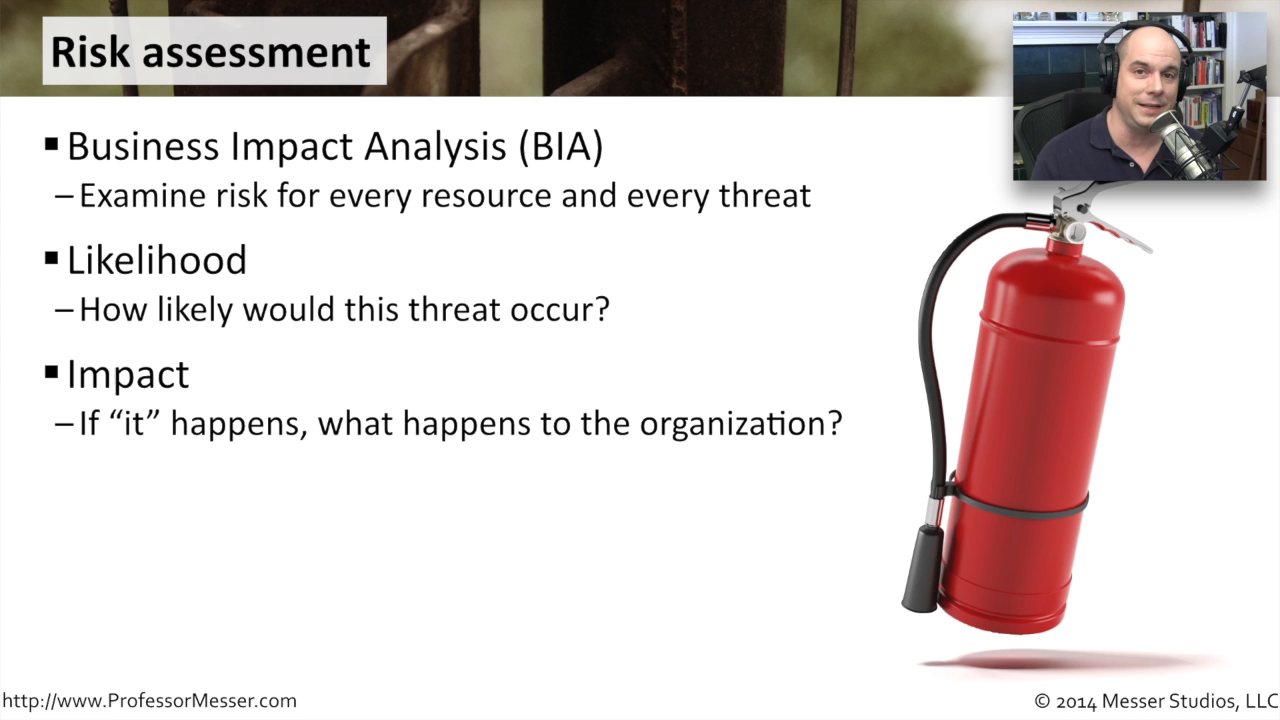 Risk assessment
▪ Business Impact Analysis (BIA)
– Examine risk for every resource and every threat
▪ Likelihood
– How likely would this threat occur?
▪ Impact
– If “it” happens, what happens to the organization?
http://www.ProfessorMesser.com
© 2014 Messer Studios, LLC